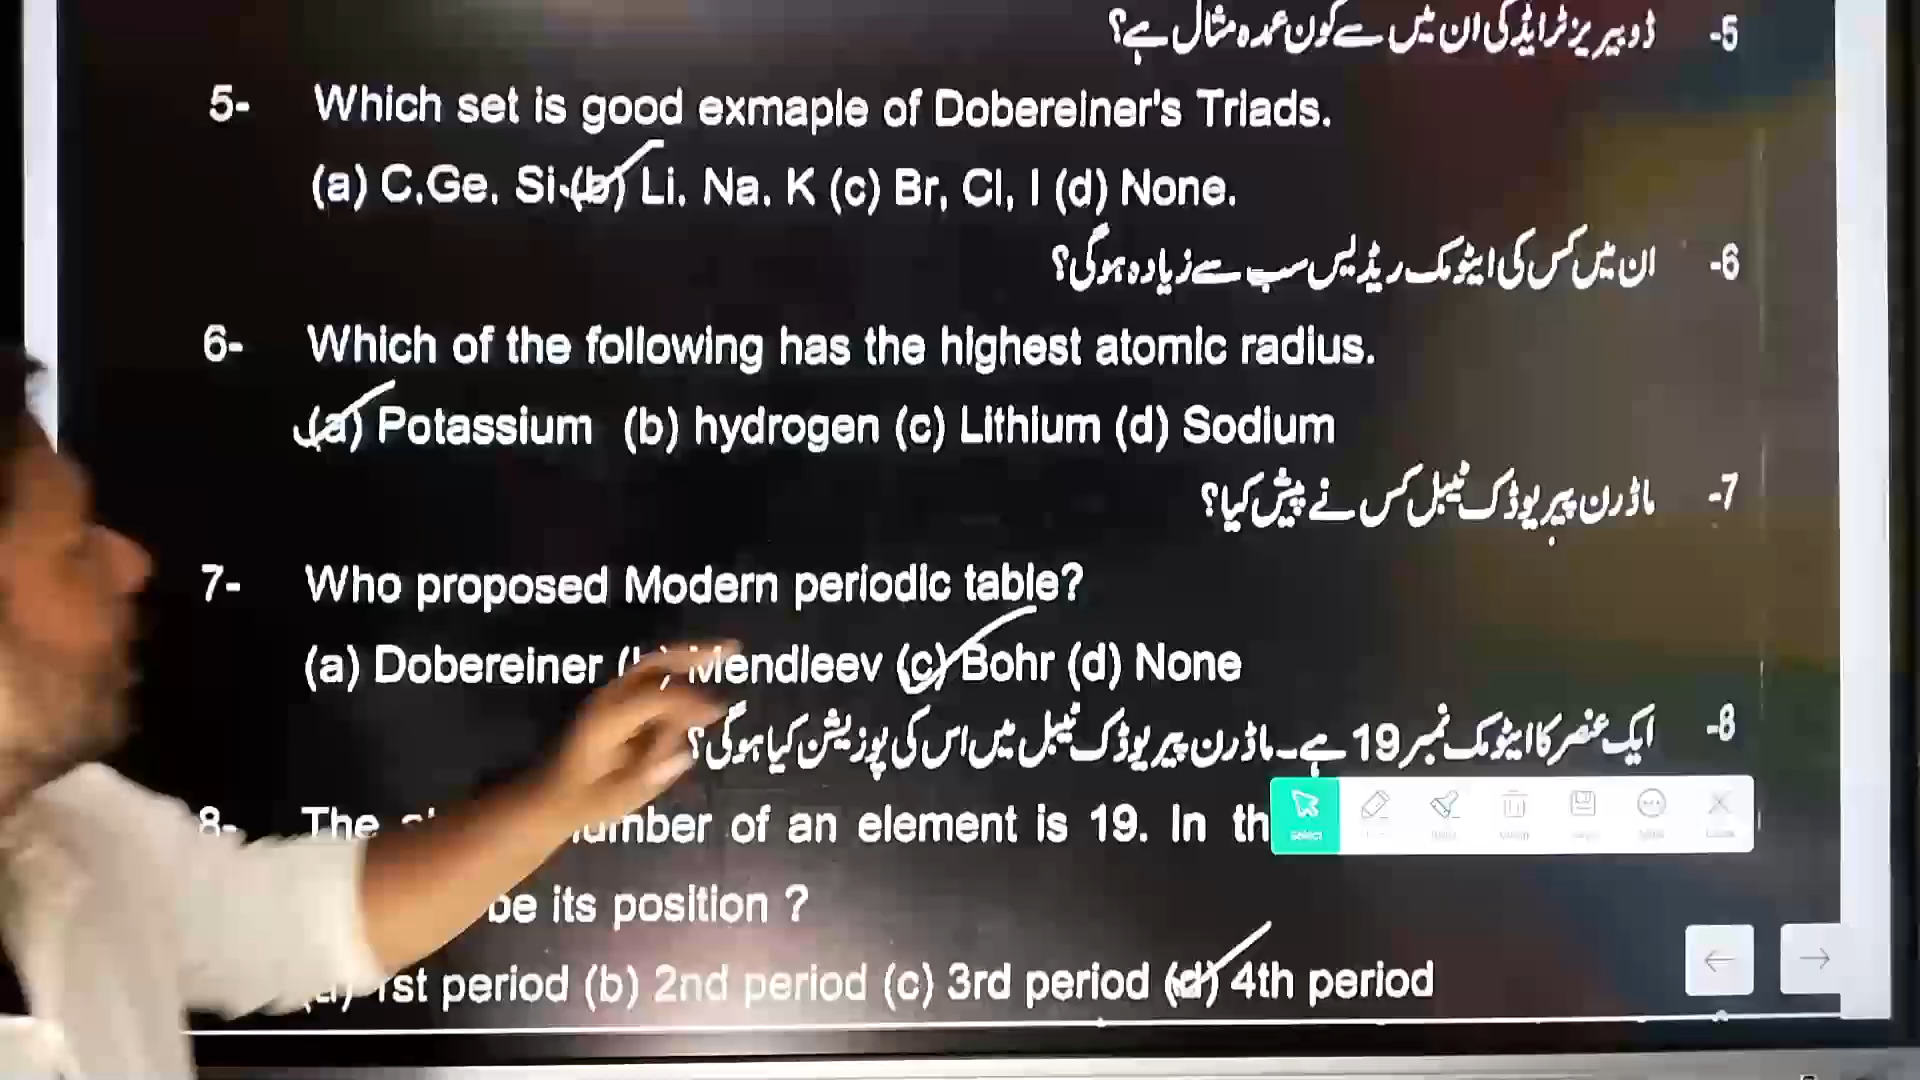 5- ڈوبیریز ٹرائیڈ کی ان میں سے کون عمدہ مثال ہے؟
5- Which set is good exmaple of Dobereiner's Triads.
(a) C.Ge. Si (b) Li. Na. K (c) Br, Cl, I (d) None.
6- ان میں کس کی ایٹومک ریڈیس سب سے زیادہ ہوگی؟
6- Which of the following has the highest atomic radius.
(a) Potassium (b) hydrogen (c) Lithium (d) Sodium
7- ماڈرن پیریوڈک ٹیبل کس نے پیش کیا؟
7- Who proposed Modern periodic table?
(a) Dobereiner Mendleev (c) Bohr (d) None
8- ایک عنصر کا ایٹومک نمبر 19 ہے۔ ماڈرن پیریوڈک ٹیبل میں اس کی پوزیشن کیا ہوگی؟
8- The number of an element is 19. In th
be its position ?
1st period (b) 2nd period (c) 3rd period (d) 4th period
Select